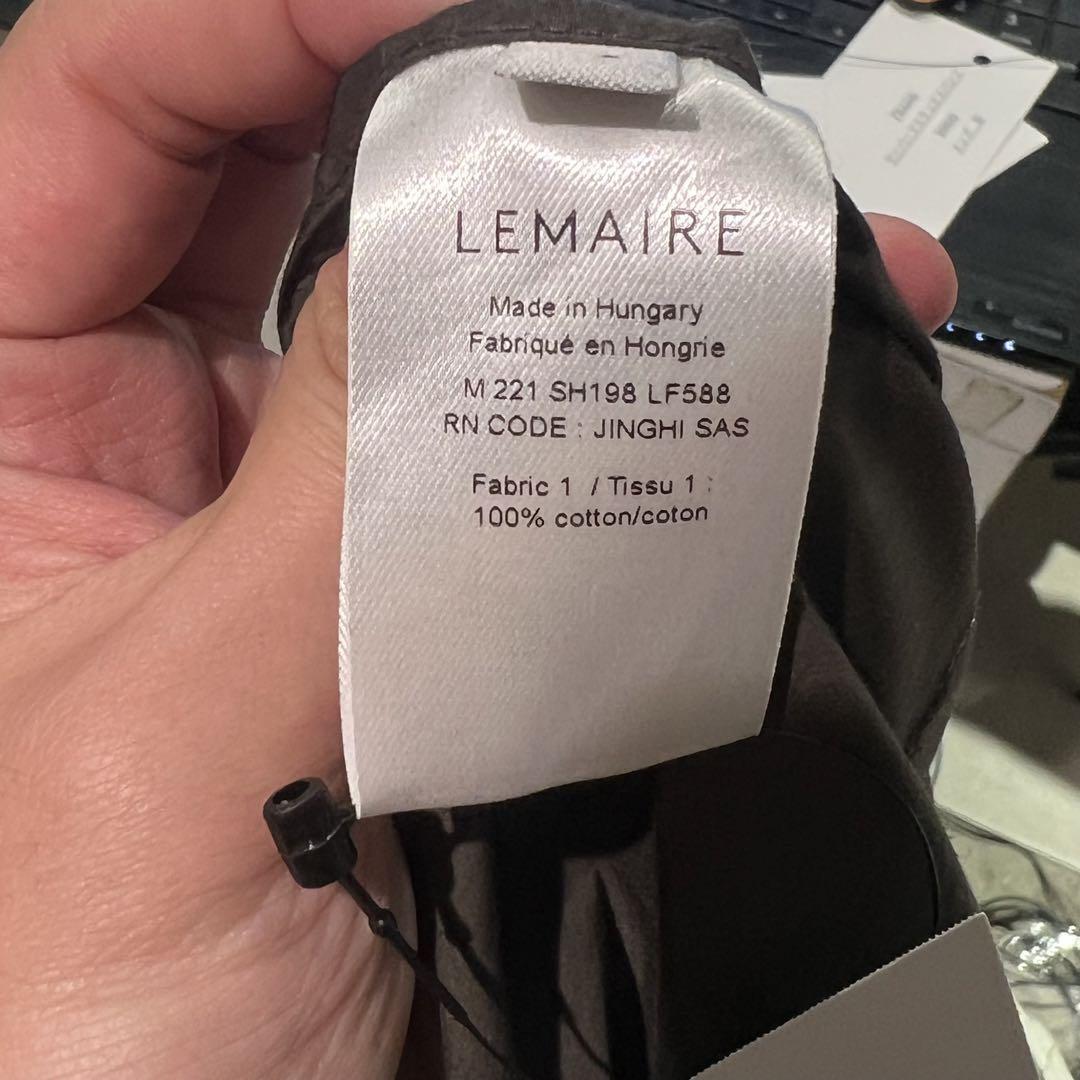 LEMAIRE
Made in Hungary
Fabriqué en Hongrie
M 221 SH198 LF588
RN CODE : JINGHI SAS
Fabric 1 / Tissu 1 :
100% cotton/coton